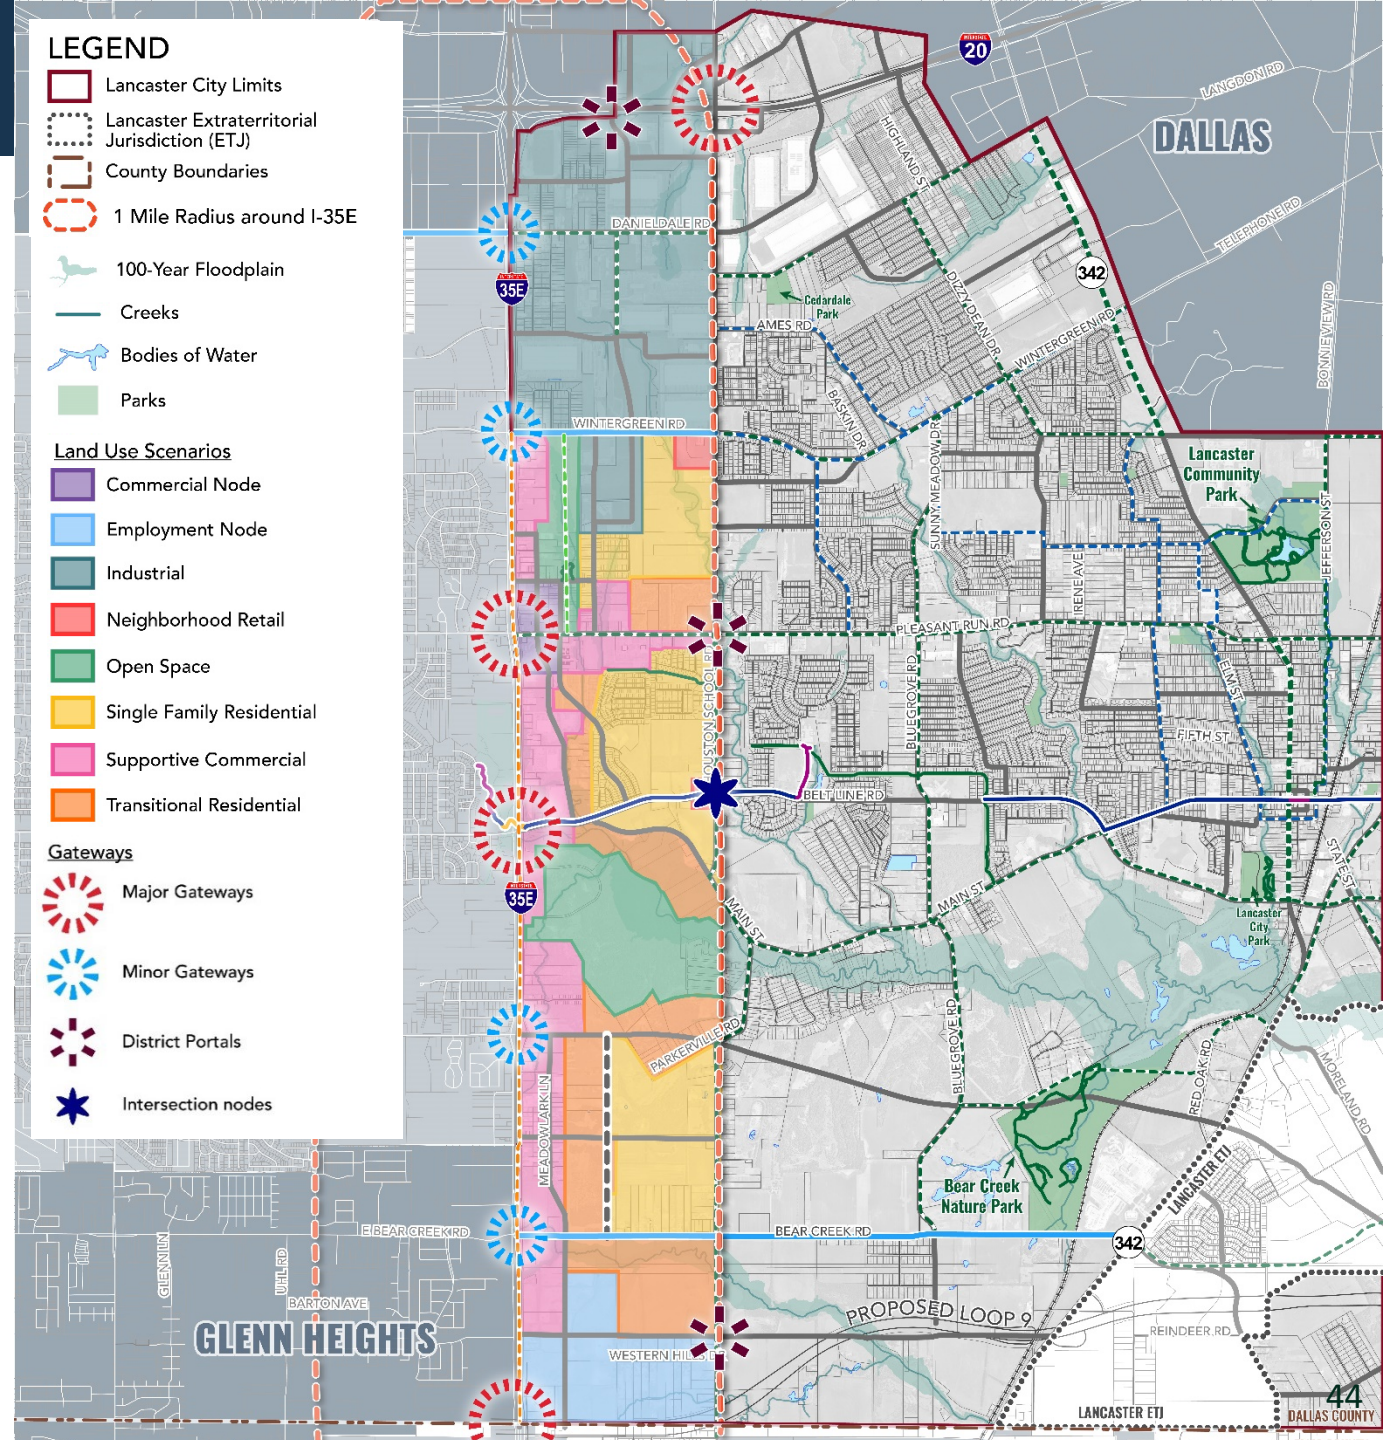 LEGEND
Lancaster City Limits
Lancaster Extraterritorial
Jurisdiction (ETJ)
County Boundaries
1 Mile Radius around I-35E
100-Year Floodplain
Creeks
Bodies of Water
Parks
Land Use Scenarios
Commercial Node
Employment Node
Industrial
Neighborhood Retail
Open Space
Single Family Residential
Supportive Commercial
Transitional Residential
Gateways
Major Gateways
Minor Gateways
District Portals
Intersection nodes
20
LANGDON RD
DALLAS
HIGHLAND ST
TELEPHONE RD
DANIELDALE RD
35E
342
DIZZY DEAN DR
Cedardale
Park
AMES RD
WINTERGREEN RD
BONNIE VIEW RD
BASKIN DR
WINTERGREEN RD
SUNNY MEADOW DR
Lancaster
Community
Park
JEFFERSON ST
IRENE AVE
PLEASANT RUN RD
OUSTON SCHOOL RD
BLUEGROVE RD
ELM ST
FIFTH ST
BELT LINE RD
35E
MAIN ST
MAIN ST
STATE ST
Lancaster
City
Park
PARKERVILLE RD
BLUEGROVE RD
RED OAK RD
MORELAND RD
MEADOWLARK LN
Bear Creek
Nature Park
LANCASTER ETJ
E BEAR CREEK RD
BEAR CREEK RD
342
GLENN LN
UHL RD
BARTON AVE
GLENN HEIGHTS
PROPOSED LOOP 9
REINDEER RD
WESTERN HILLS D
44
LANCASTER ETJ
DALLAS COUNTY